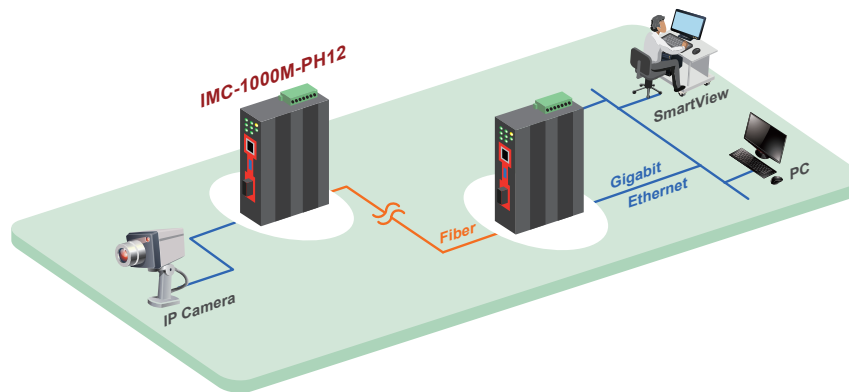 IMC-1000M-PH12
SmartView
PC
Gigabit
Ethernet
Fiber
IP Camera